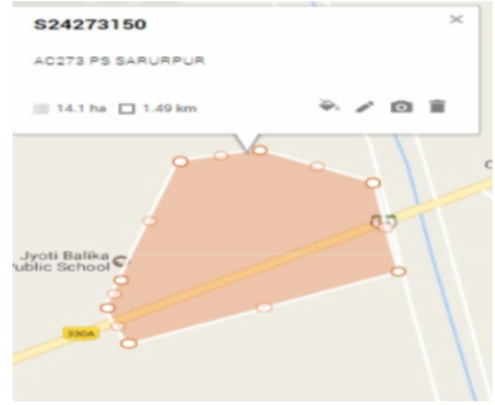 S24273150
AC273 PS SARURPUR
14.1 ha 1.49 km
Jyoti Balika
Public School
330A